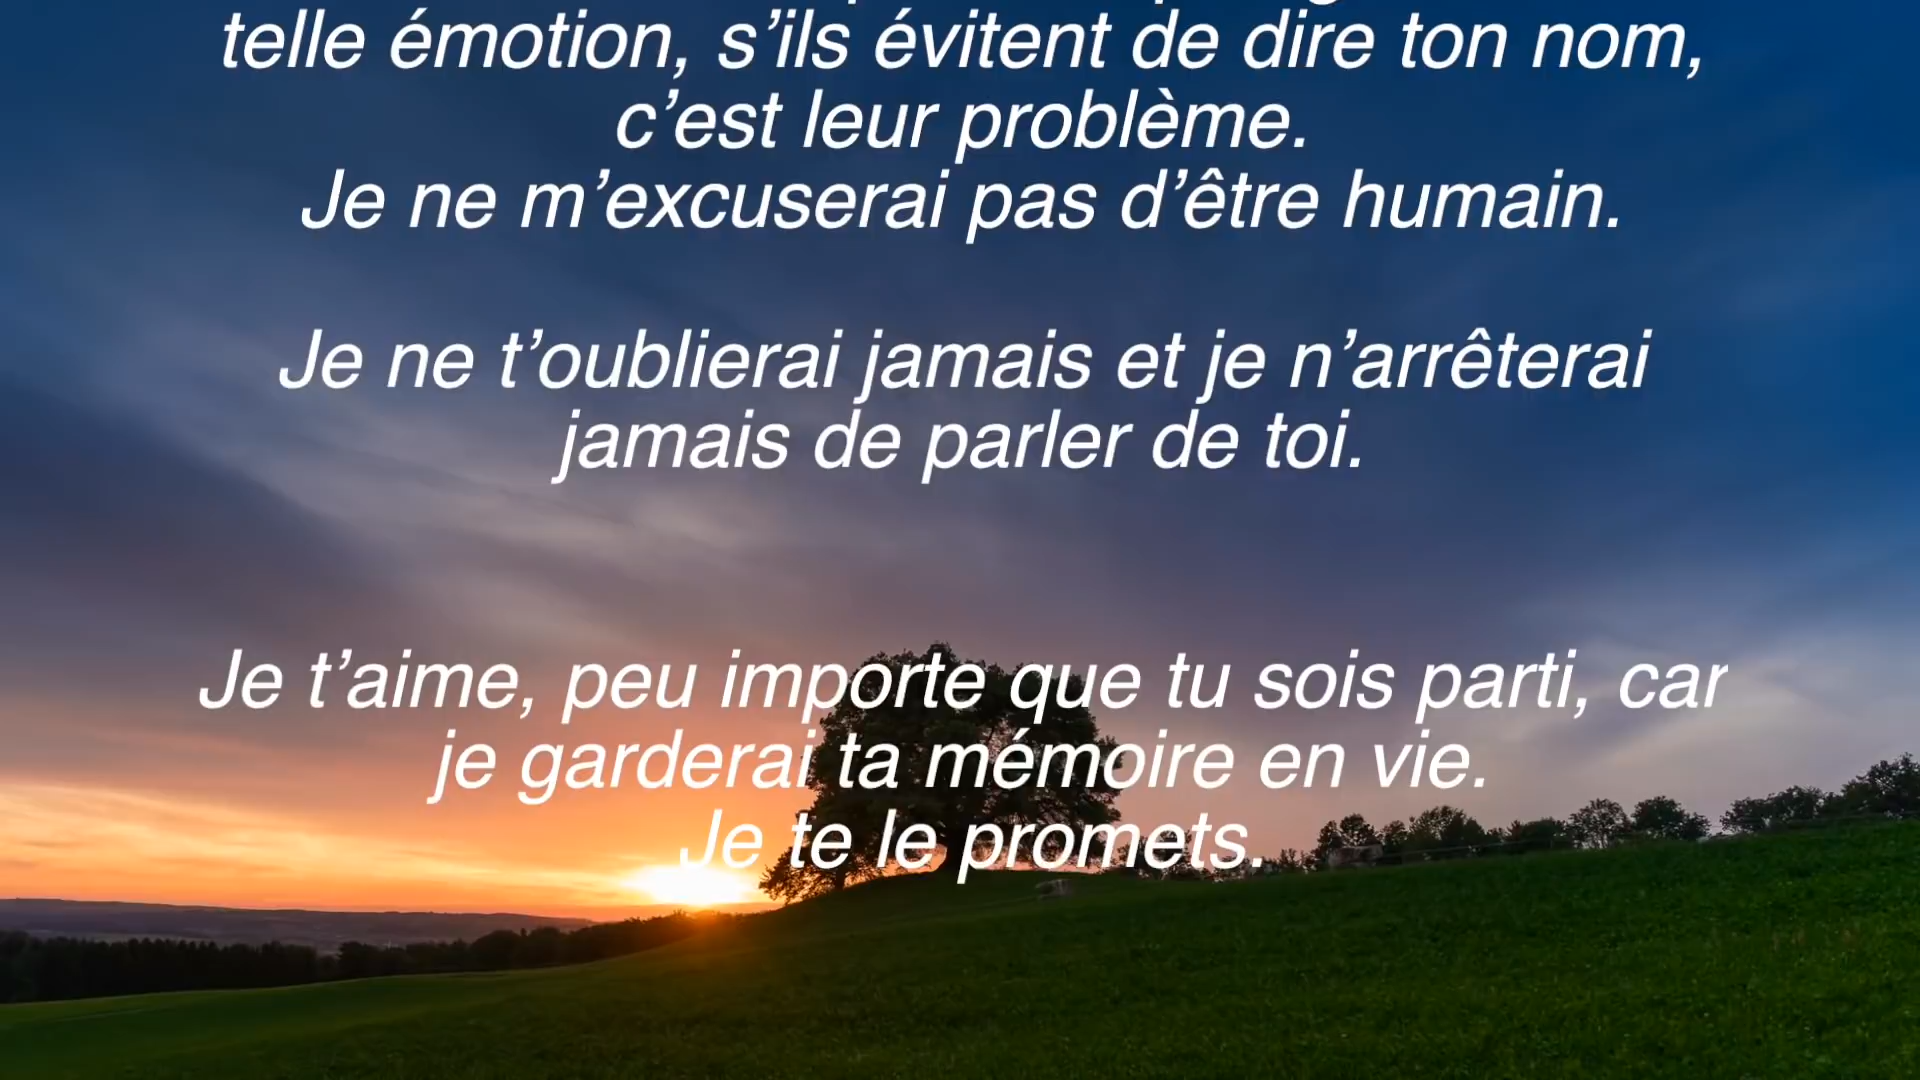 telle émotion, s’ils évitent de dire ton nom,
c’est leur problème.
Je ne m’excuserai pas d’être humain.
Je ne t’oublierai jamais et je n’arrêterai
jamais de parler de toi.
Je t’aime, peu importe que tu sois parti, car
je garderai ta mémoire en vie.
Je te le promets.